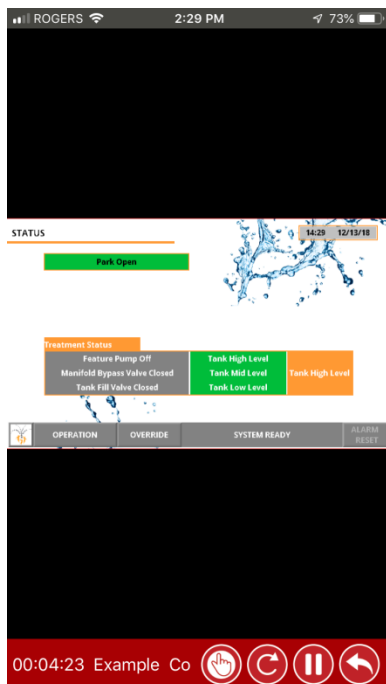 ROGERS 2:29 PM 73%
STATUS 14:29 12/13/18
Park Open
Treatment Status
Feature Pump Off Tank High Level
Manifold Bypass Valve Closed Tank Mid Level Tank High Level
Tank Fill Valve Closed Tank Low Level
OPERATION OVERRIDE SYSTEM READY ALARM
RESET
00:04:23 Example Co